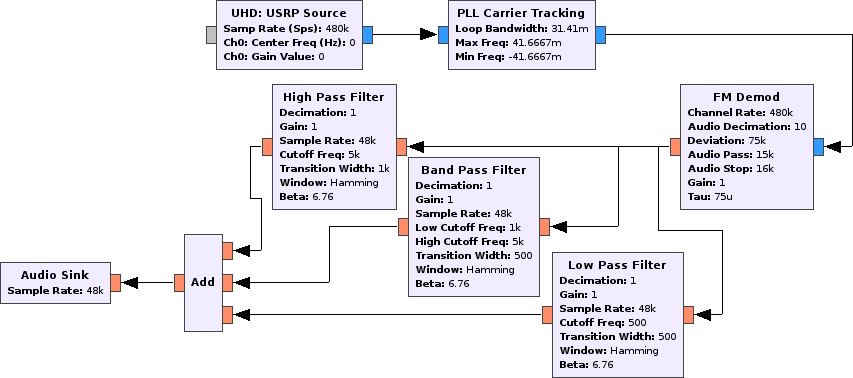 UHD: USRP Source
Samp Rate (Sps): 480k
Ch0: Center Freq (Hz): 0
Ch0: Gain Value: 0
PLL Carrier Tracking
Loop Bandwidth: 31.41m
Max Freq: 41.6667m
Min Freq: -41.6667m
FM Demod
Channel Rate: 480k
Audio Decimation: 10
Deviation: 75k
Audio Pass: 15k
Audio Stop: 16k
Gain: 1
Tau: 75u
High Pass Filter
Decimation: 1
Gain: 1
Sample Rate: 48k
Cutoff Freq: 5k
Transition Width: 1k
Window: Hamming
Beta: 6.76
Band Pass Filter
Decimation: 1
Gain: 1
Sample Rate: 48k
Low Cutoff Freq: 1k
High Cutoff Freq: 5k
Transition Width: 500
Window: Hamming
Beta: 6.76
Low Pass Filter
Decimation: 1
Gain: 1
Sample Rate: 48k
Cutoff Freq: 500
Transition Width: 500
Window: Hamming
Beta: 6.76
Add
Audio Sink
Sample Rate: 48k